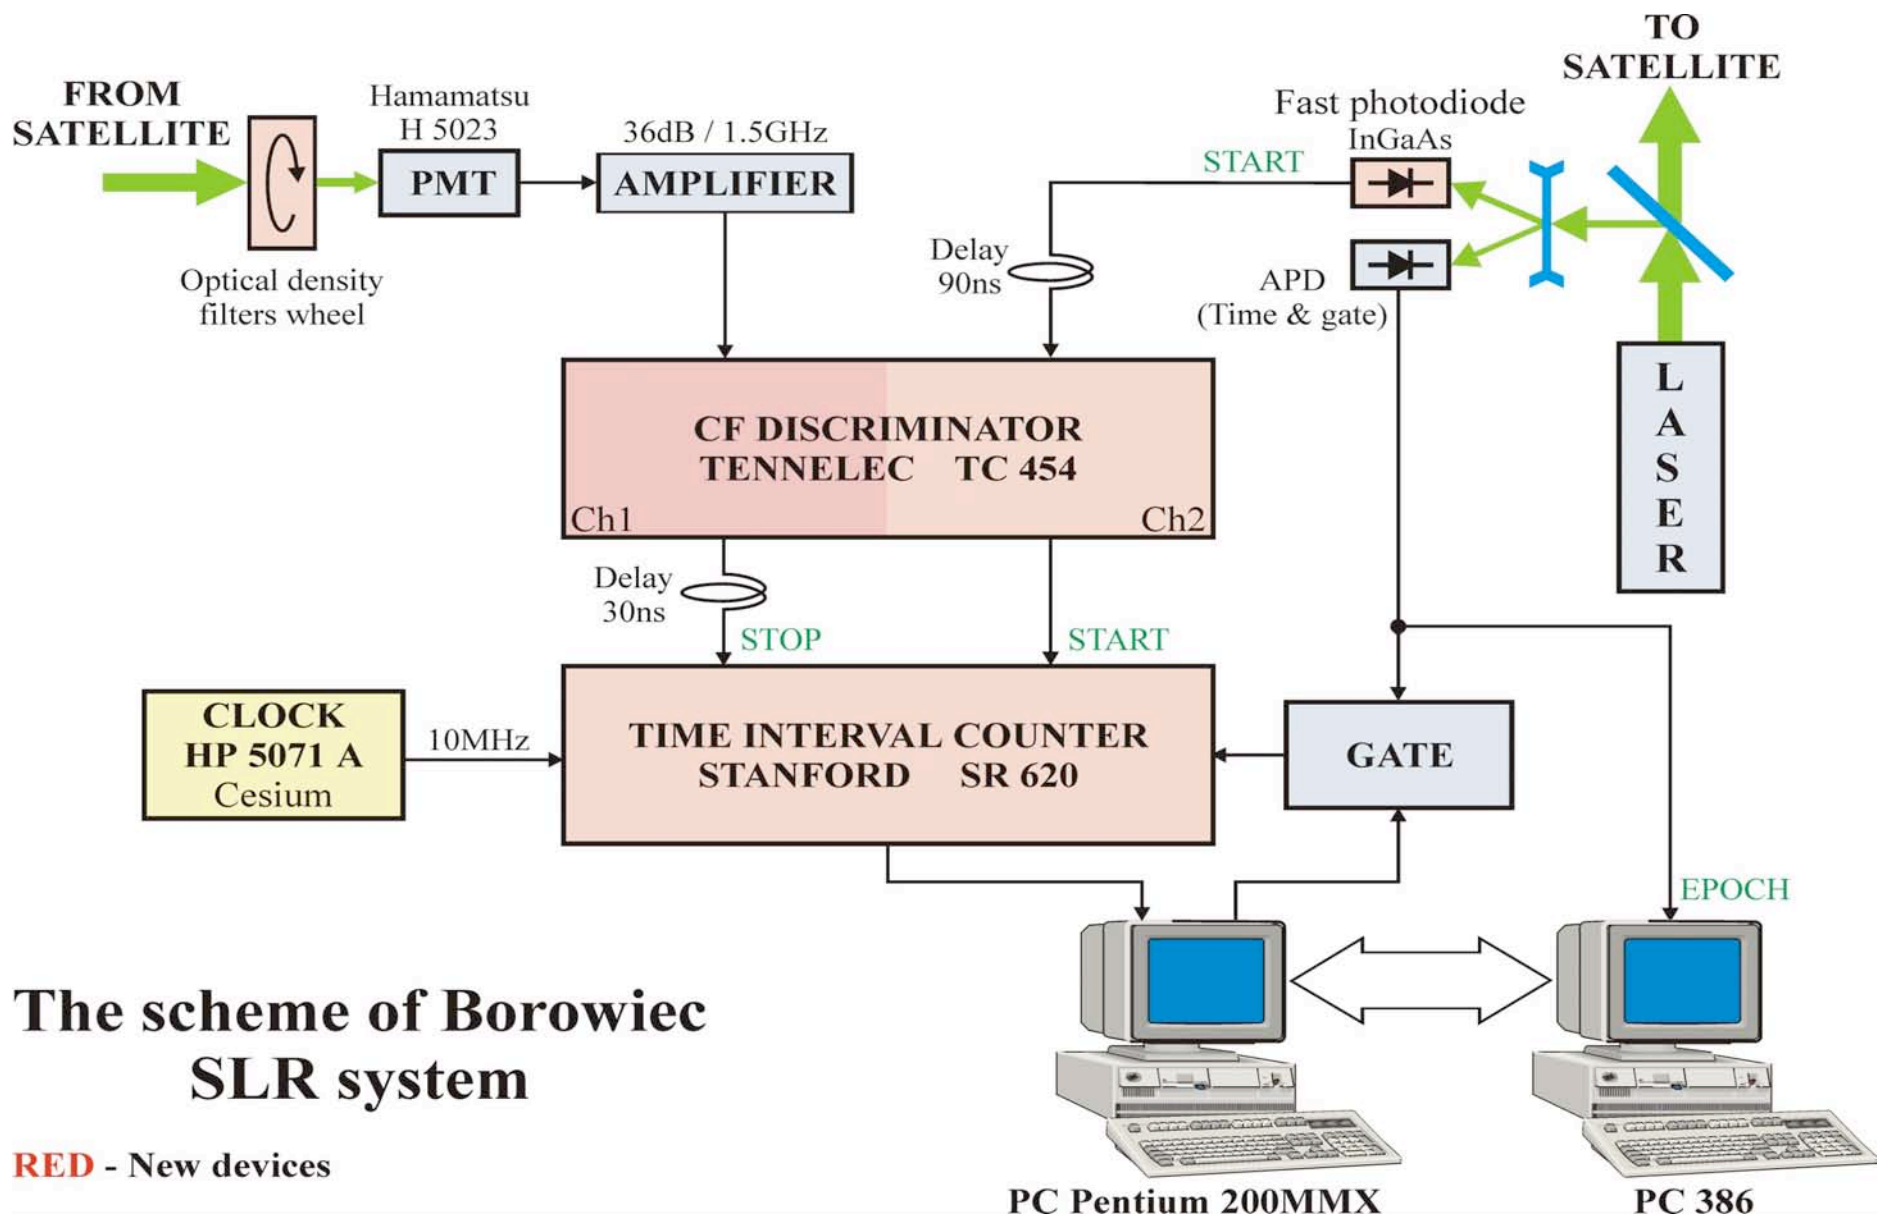 FROM
SATELLITE
Hamamatsu
H 5023
PMT
36dB / 1.5GHz
AMPLIFIER
Optical density
filters wheel
TO
SATELLITE
Fast photodiode
InGaAs
START
Delay
90ns
APD
(Time & gate)
LASER
CF DISCRIMINATOR
TENNELEC TC 454
Ch1
Ch2
Delay
30ns
STOP
START
CLOCK
HP 5071 A
Cesium
10MHz
TIME INTERVAL COUNTER
STANFORD SR 620
GATE
EPOCH
The scheme of Borowiec
SLR system
RED - New devices
PC Pentium 200MMX
PC 386